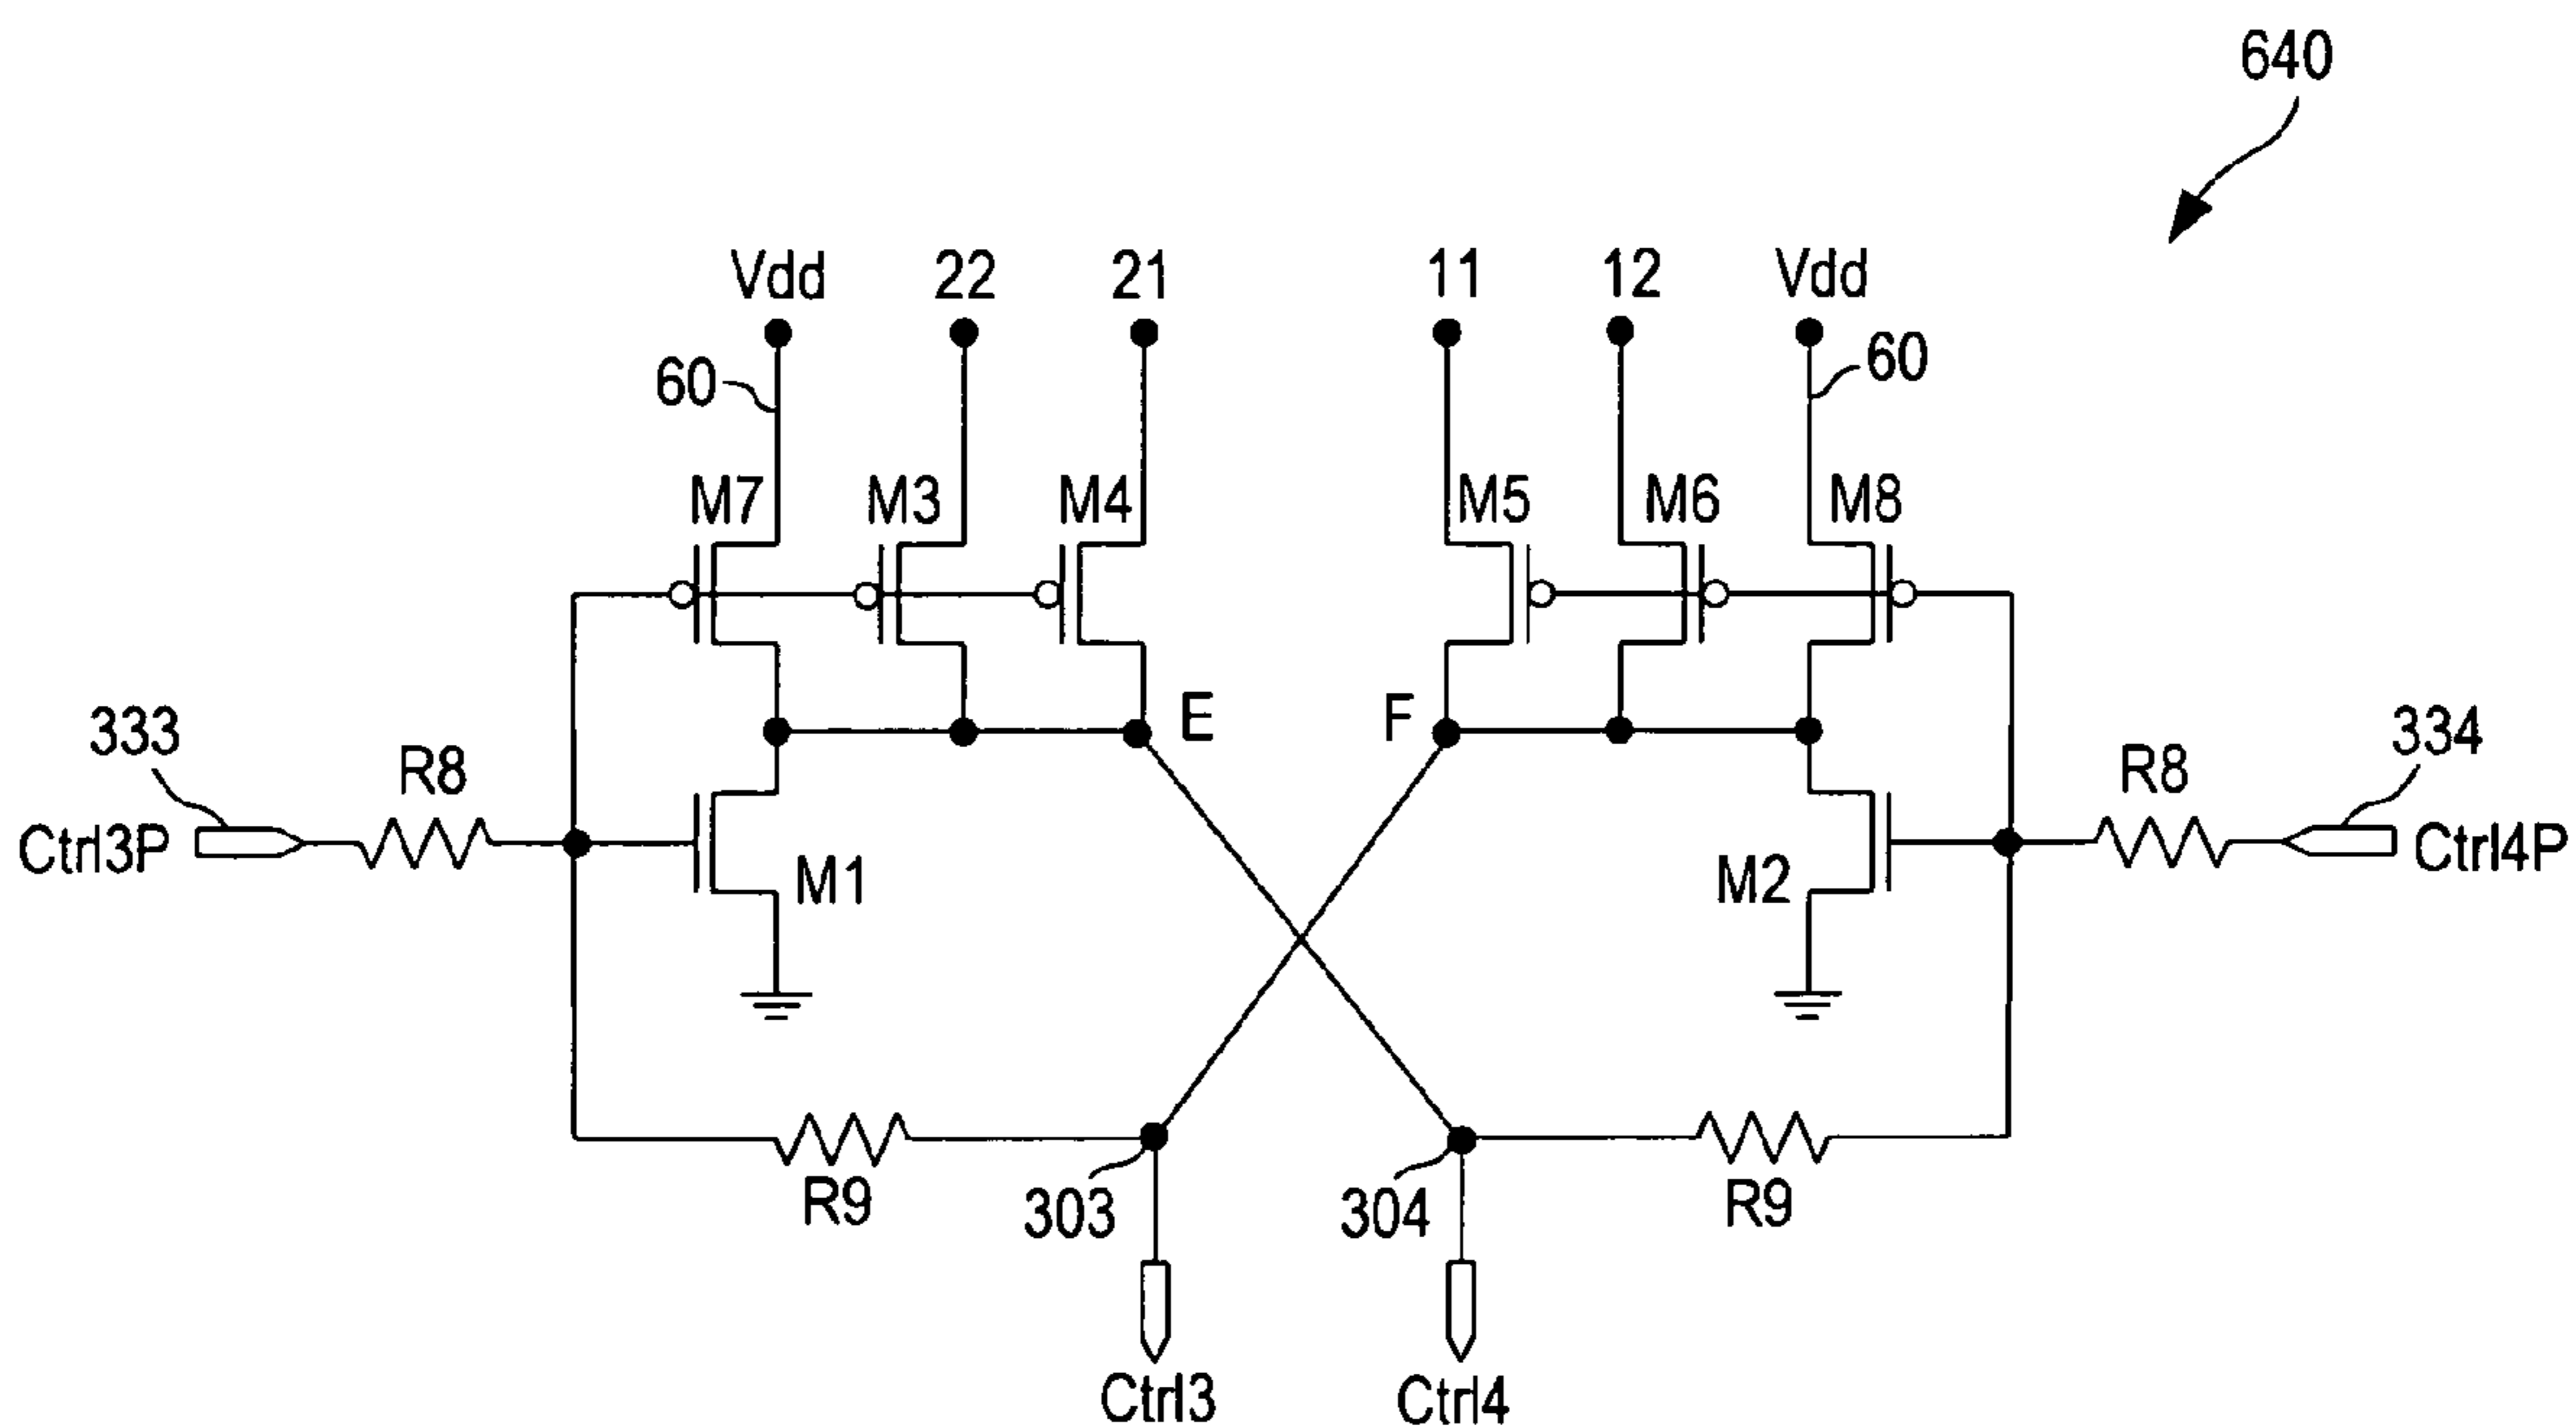 640
Vdd 22 21 11 12 Vdd
60 60
M7 M3 M4 M5 M6 M8
E F
333 R8 R8 334
Ctrl3P M1 M2 Ctrl4P
R9 303 304 R9
Ctrl3 Ctrl4